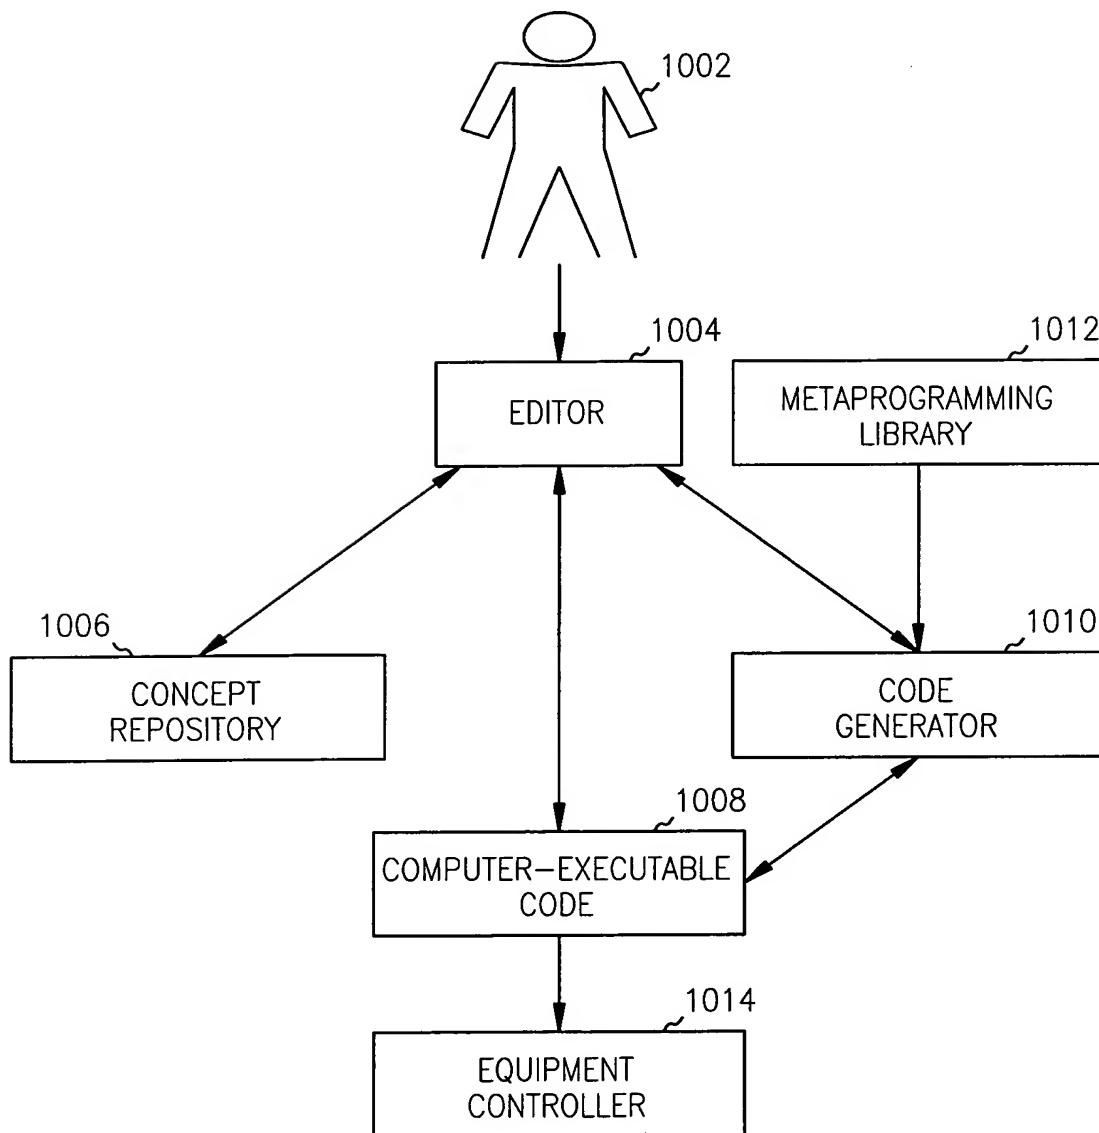 1002
1004
EDITOR
1012
METAPROGRAMMING
LIBRARY
1006
CONCEPT
REPOSITORY
1010
CODE
GENERATOR
1008
COMPUTER–EXECUTABLE
CODE
1014
EQUIPMENT
CONTROLLER